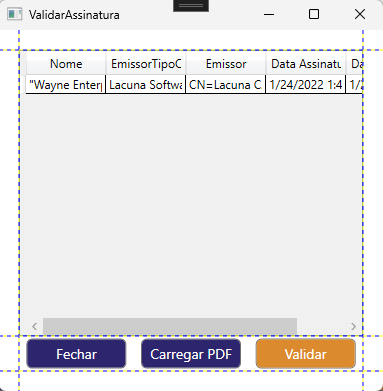 ValidarAssinatura
Nome EmissorTipoC Emissor Data Assinatu Da
"Wayne Enterp Lacuna Softwa CN=Lacuna C 1/24/2022 1:4 1/2
Fechar Carregar PDF Validar